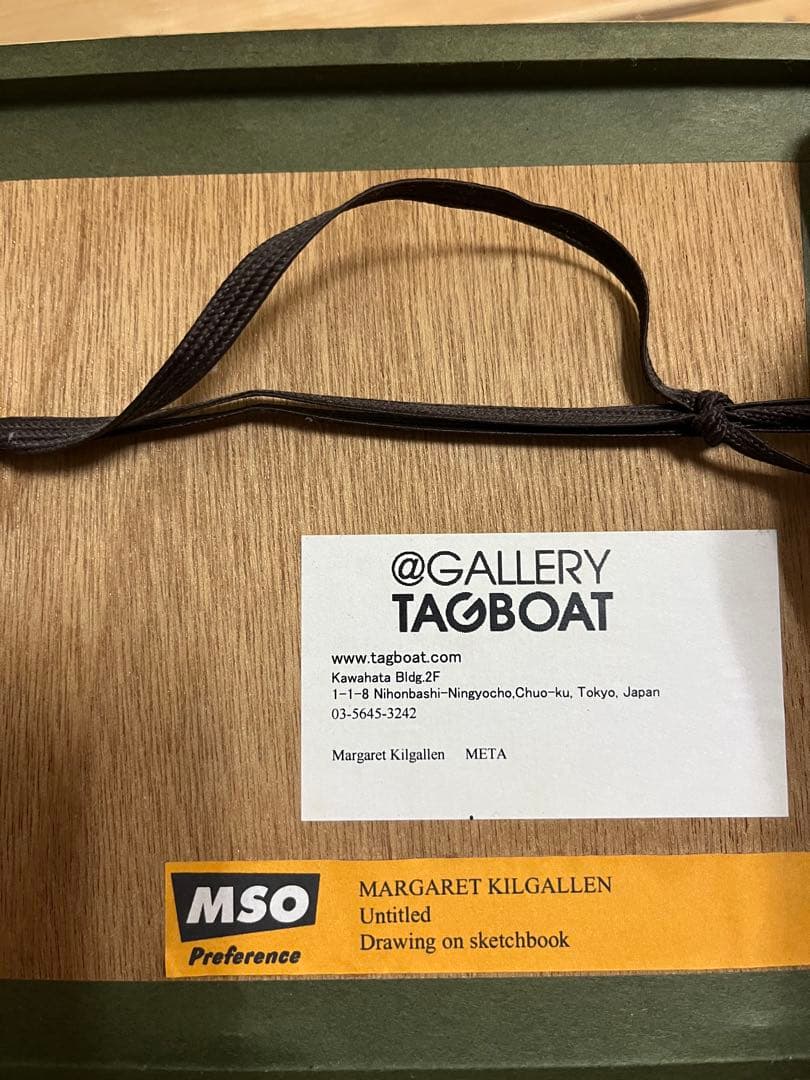 @GALLERY
TAGBOAT
www.tagboat.com
Kawahata Bldg.2F
1-1-8 Nihonbashi-Ningyocho,Chuo-ku, Tokyo, Japan
03-5645-3242
Margaret Kilgallen META
MSO
Preference
MARGARET KILGALLEN
Untitled
Drawing on sketchbook